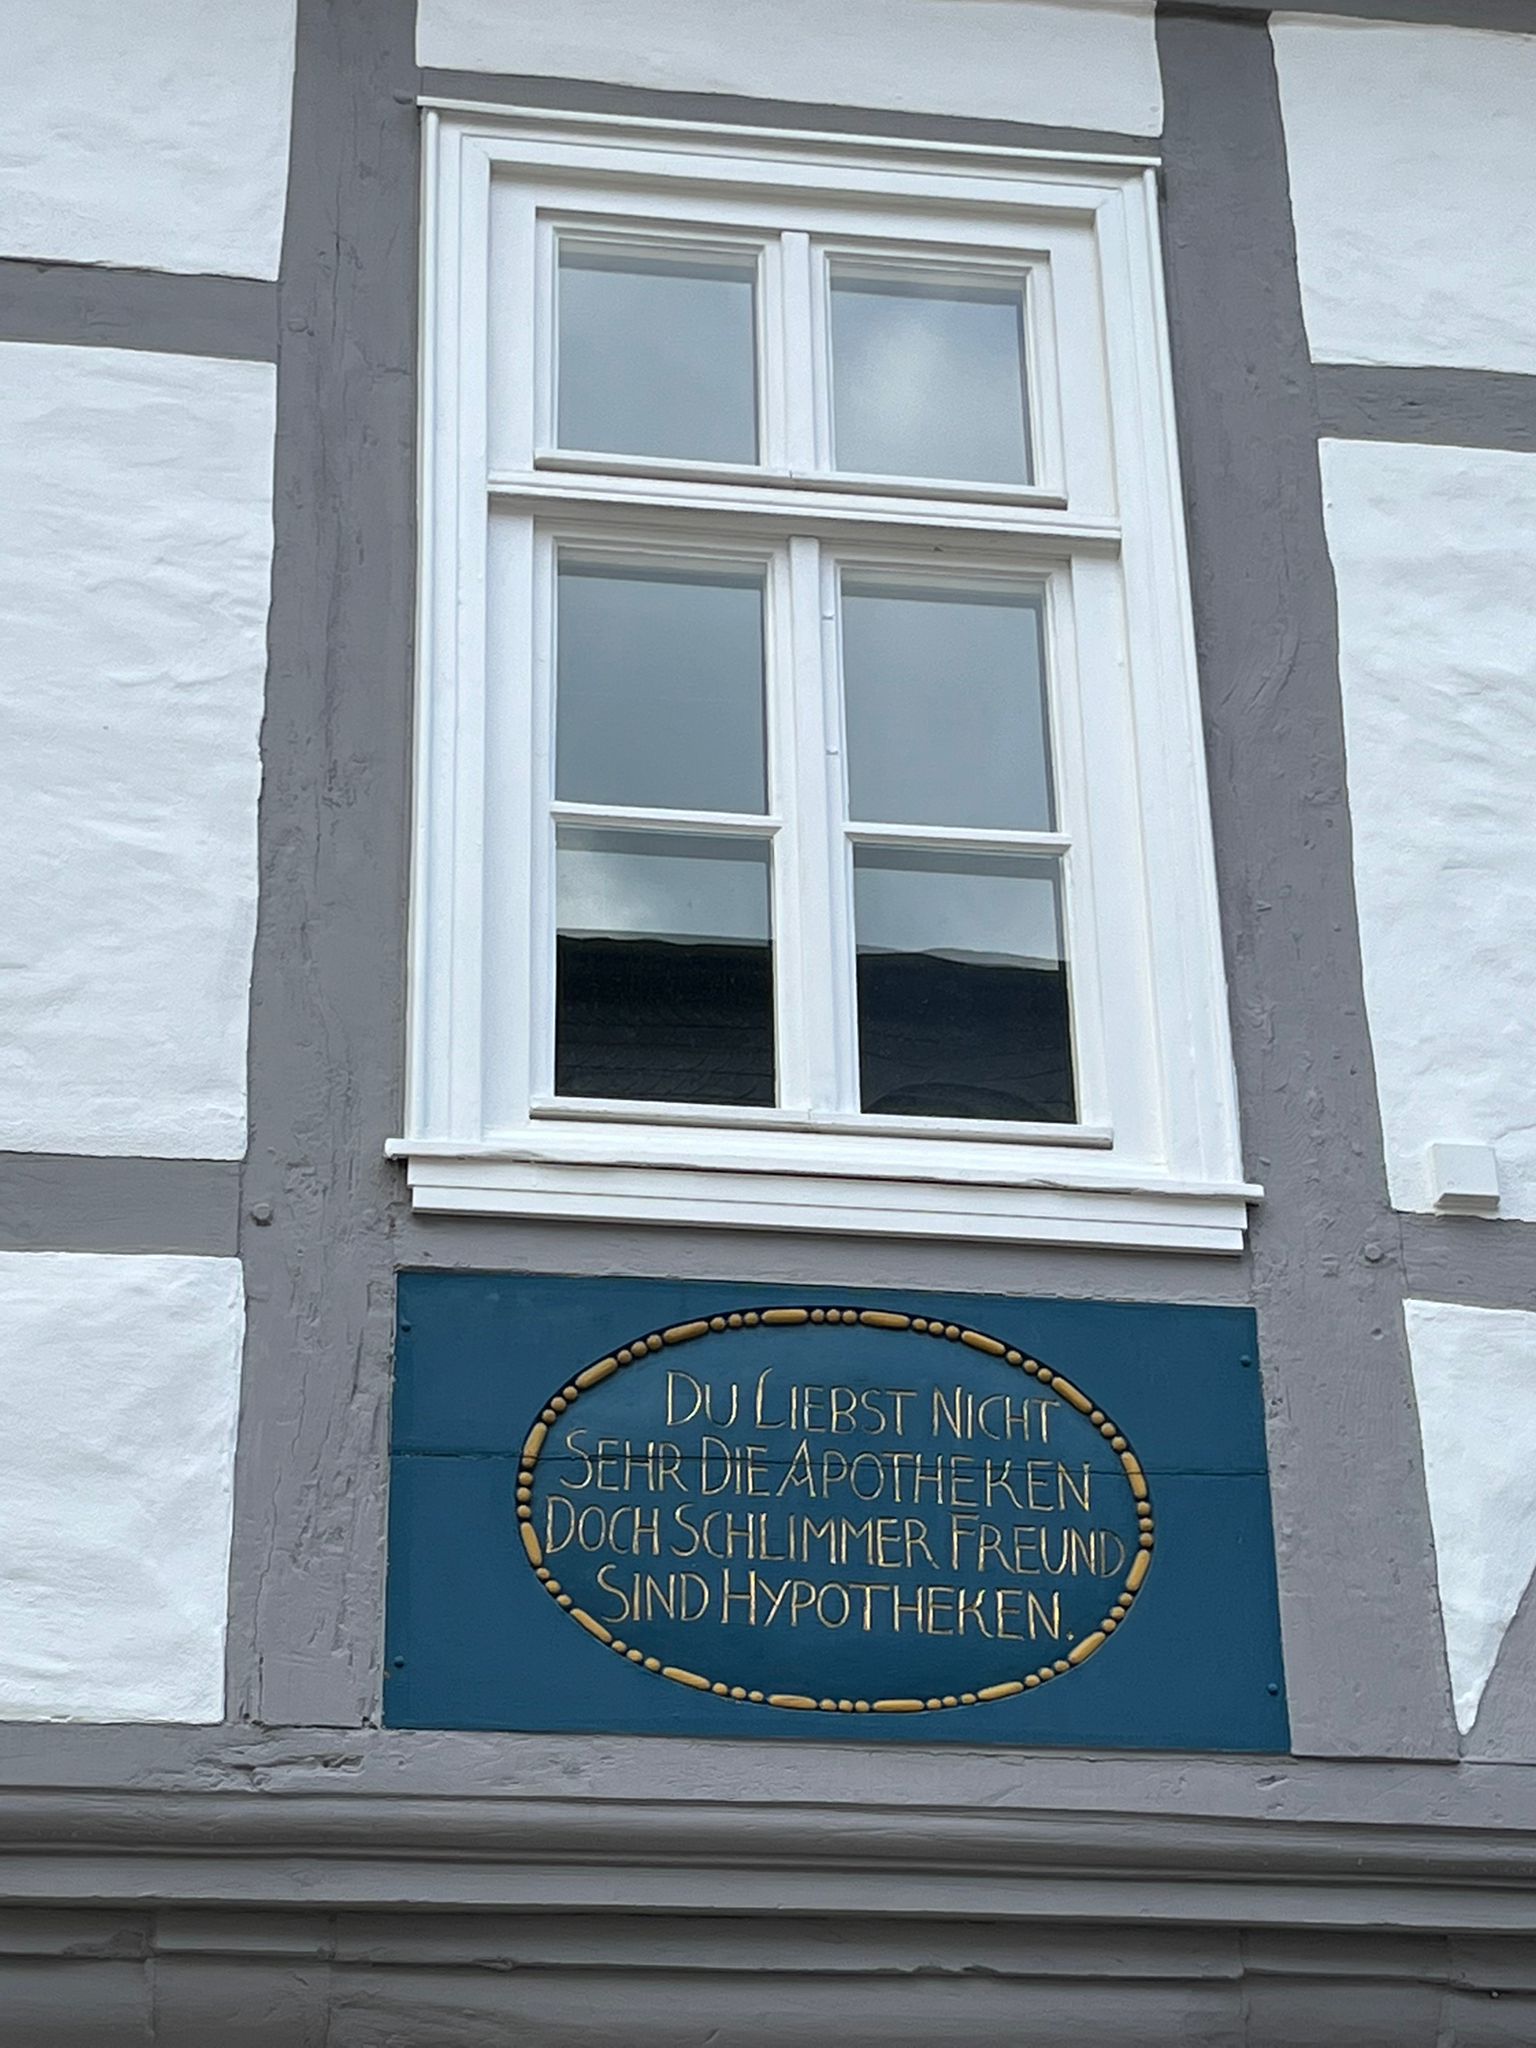 DU LIEBST NICHT
SEHR DIE APOTHEKEN
DOCH SCHLIMMER FREUND
SIND HYPOTHEKEN.